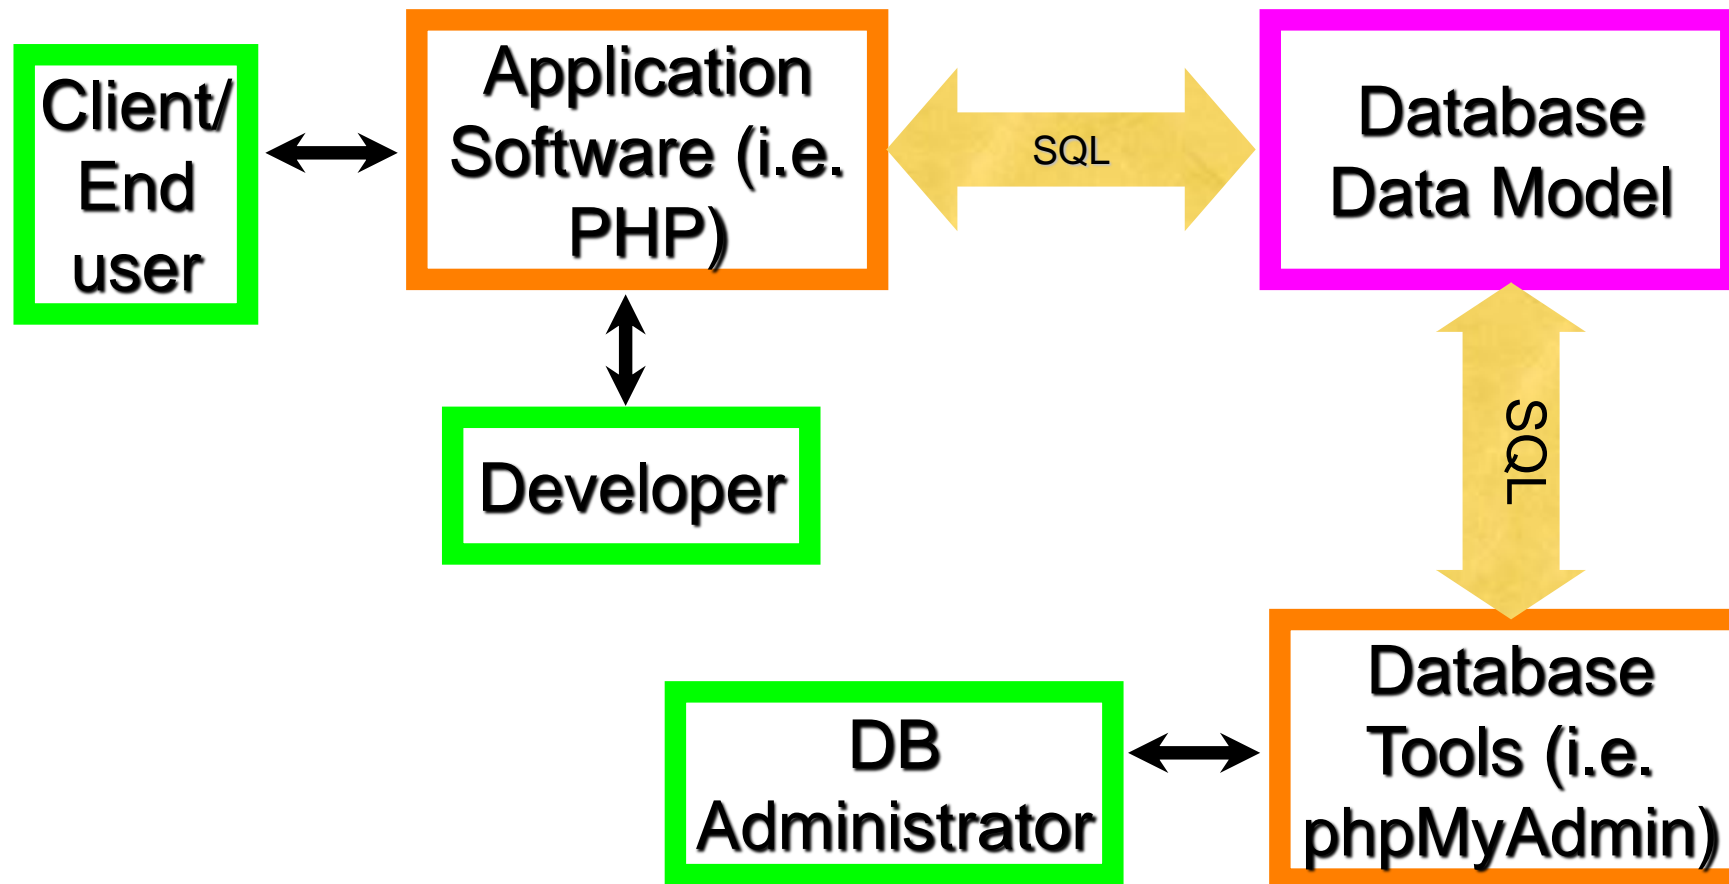 Client/
End
user
Application
Software (i.e.
PHP)
SQL
Database
Data Model
Developer
SQL
DB
Administrator
Database
Tools (i.e.
phpMyAdmin)